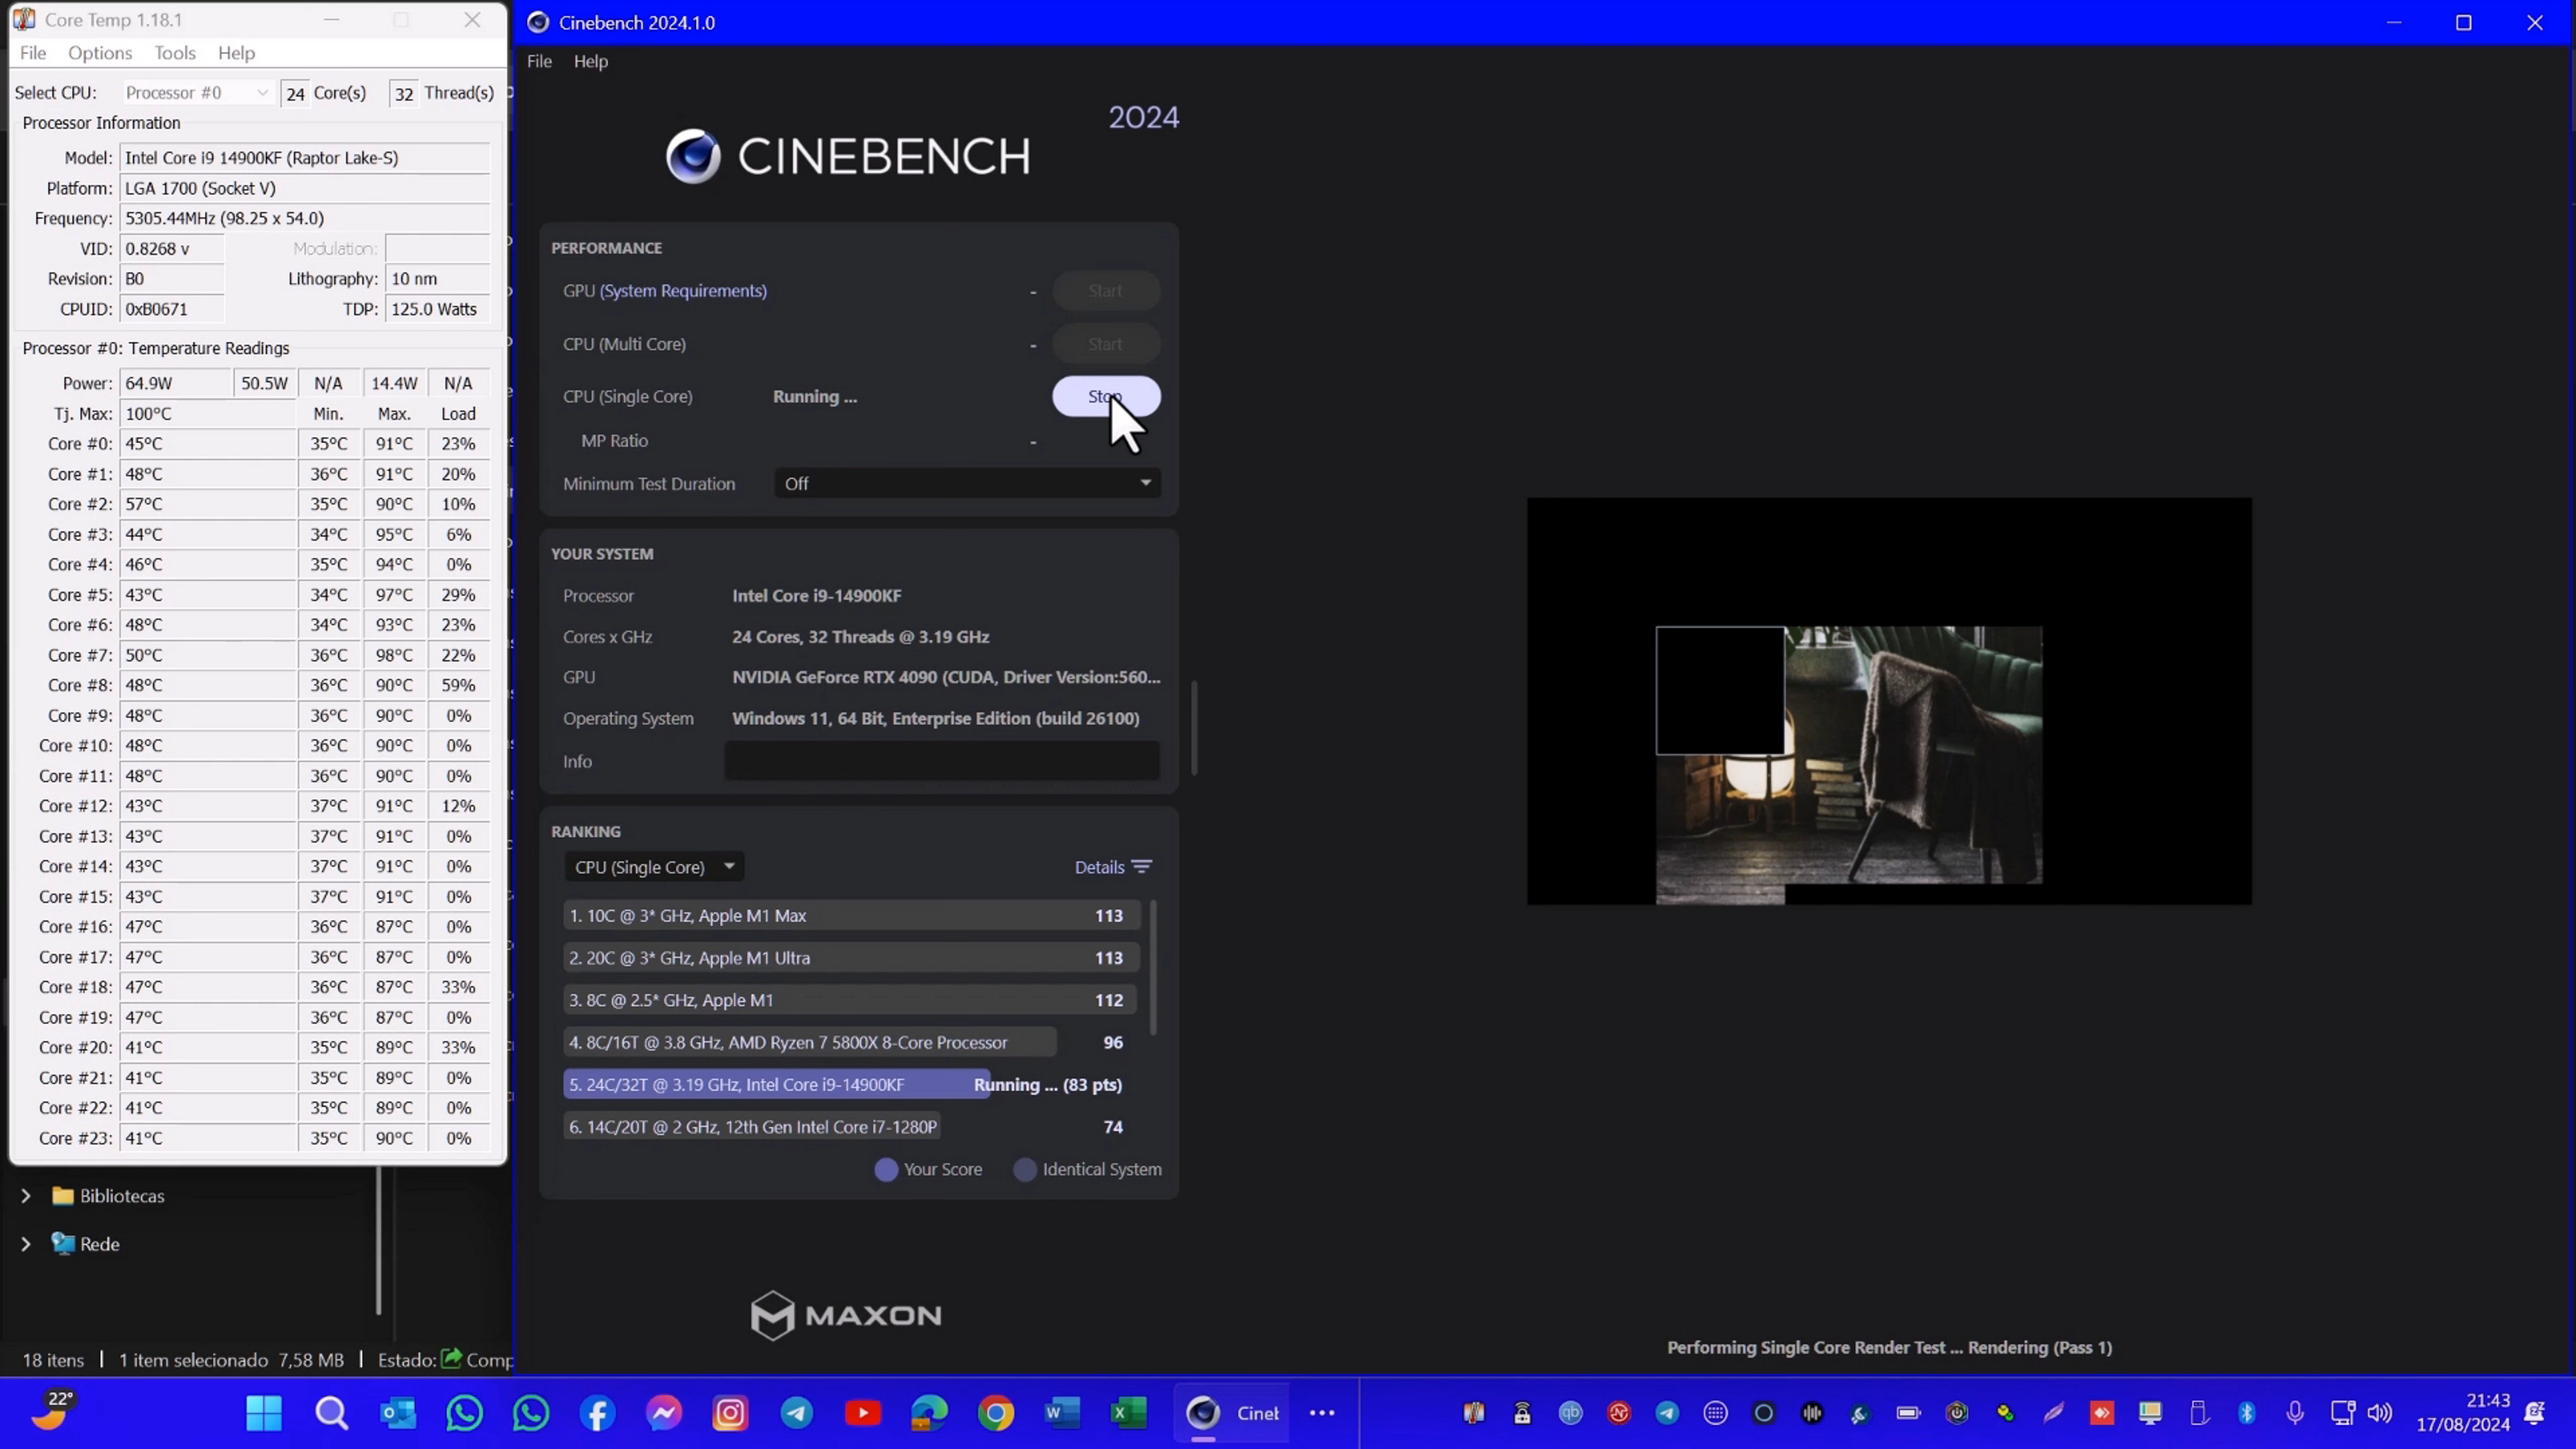 Core Temp 1.18.1
File Options Tools Help
Select CPU: Processor #0 24 Core(s) 32 Thread(s)
Processor Information
Model: Intel Core i9 14900KF (Raptor Lake-S)
Platform: LGA 1700 (Socket V)
Frequency: 5305.44MHz (98.25 x 54.0)
VID: 0.8268 v Modulation:
Revision: B0 Lithography: 10 nm
CPUID: 0xB0671 TDP: 125.0 Watts
Processor #0: Temperature Readings
Power: 64.9W 50.5W N/A 14.4W N/A
Tj. Max: 100°C Min. Max. Load
Core #0: 45°C 35°C 91°C 23%
Core #1: 48°C 36°C 91°C 20%
Core #2: 57°C 35°C 90°C 10%
Core #3: 44°C 34°C 95°C 6%
Core #4: 46°C 35°C 94°C 0%
Core #5: 43°C 34°C 97°C 29%
Core #6: 48°C 34°C 93°C 23%
Core #7: 50°C 36°C 98°C 22%
Core #8: 48°C 36°C 90°C 59%
Core #9: 48°C 36°C 90°C 0%
Core #10: 48°C 36°C 90°C 0%
Core #11: 48°C 36°C 90°C 0%
Core #12: 43°C 37°C 91°C 12%
Core #13: 43°C 37°C 91°C 0%
Core #14: 43°C 37°C 91°C 0%
Core #15: 43°C 37°C 91°C 0%
Core #16: 47°C 36°C 87°C 0%
Core #17: 47°C 36°C 87°C 0%
Core #18: 47°C 36°C 87°C 33%
Core #19: 47°C 36°C 87°C 0%
Core #20: 41°C 35°C 89°C 33%
Core #21: 41°C 35°C 89°C 0%
Core #22: 41°C 35°C 89°C 0%
Core #23: 41°C 35°C 90°C 0%
Bibliotecas
Rede
18 itens | 1 item selecionado 7,58 MB | Estado: Comp
Cinebench 2024.1.0
File Help
2024
CINEBENCH
PERFORMANCE
GPU (System Requirements) - Start
CPU (Multi Core) - Start
CPU (Single Core) Running ... Stop
MP Ratio -
Minimum Test Duration Off
YOUR SYSTEM
Processor Intel Core i9-14900KF
Cores x GHz 24 Cores, 32 Threads @ 3.19 GHz
GPU NVIDIA GeForce RTX 4090 (CUDA, Driver Version:560...
Operating System Windows 11, 64 Bit, Enterprise Edition (build 26100)
Info
RANKING
CPU (Single Core) Details
1. 10C @ 3* GHz, Apple M1 Max 113
2. 20C @ 3* GHz, Apple M1 Ultra 113
3. 8C @ 2.5* GHz, Apple M1 112
4. 8C/16T @ 3.8 GHz, AMD Ryzen 7 5800X 8-Core Processor 96
5. 24C/32T @ 3.19 GHz, Intel Core i9-14900KF Running ... (83 pts)
6. 14C/20T @ 2 GHz, 12th Gen Intel Core i7-1280P 74
Your Score Identical System
MAXON
Performing Single Core Render Test ... Rendering (Pass 1)
22°
Cinet
21:43
17/08/2024